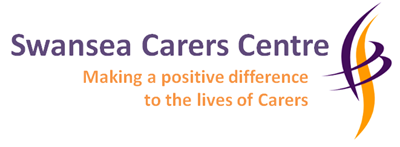 Swansea Carers Centre
Making a positive difference
to the lives of Carers